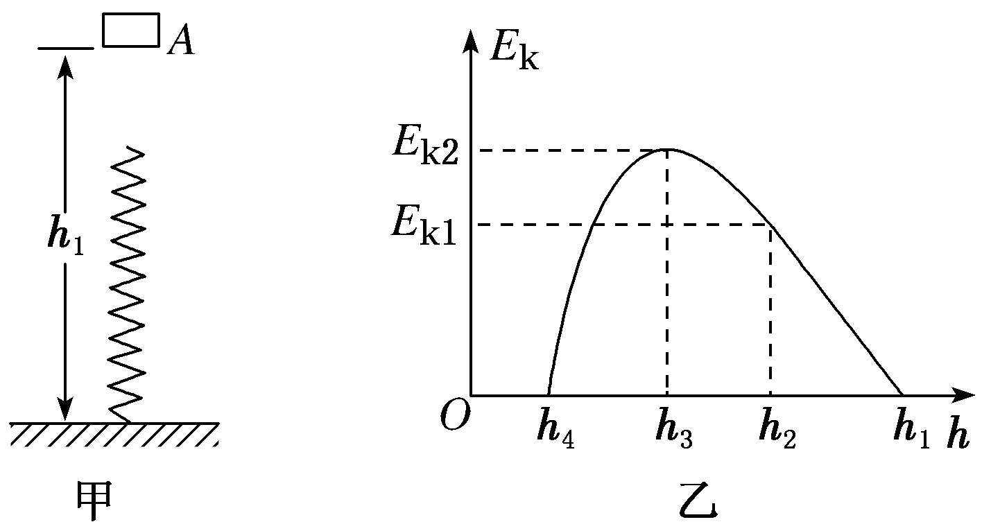 A
h₁
甲
Eₖ
Eₖ₂
Eₖ₁
O
h₄ h₃ h₂ h₁ h
乙